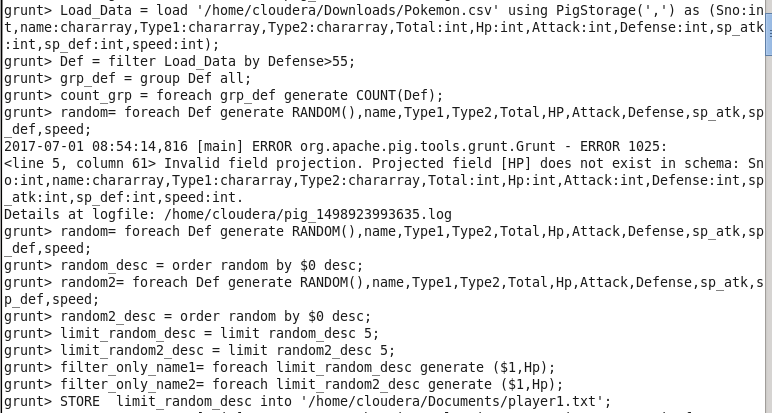 grunt> Load_Data = load '/home/cloudera/Downloads/Pokemon.csv' using PigStorage(',') as (Sno:in
t,name:chararray,Type1:chararray,Type2:chararray,Total:int,Hp:int,Attack:int,Defense:int,sp_atk
:int,sp_def:int,speed:int);
grunt> Def = filter Load_Data by Defense>55;
grunt> grp_def = group Def all;
grunt> count_grp = foreach grp_def generate COUNT(Def);
grunt> random= foreach Def generate RANDOM(),name,Type1,Type2,Total,HP,Attack,Defense,sp_atk,sp
_def,speed;
2017-07-01 08:54:14,816 [main] ERROR org.apache.pig.tools.grunt.Grunt - ERROR 1025:
<line 5, column 61> Invalid field projection. Projected field [HP] does not exist in schema: Sn
o:int,name:chararray,Type1:chararray,Type2:chararray,Total:int,Hp:int,Attack:int,Defense:int,sp
_atk:int,sp_def:int,speed:int.
Details at logfile: /home/cloudera/pig_1498923993635.log
grunt> random= foreach Def generate RANDOM(),name,Type1,Type2,Total,Hp,Attack,Defense,sp_atk,sp
_def,speed;
grunt> random_desc = order random by $0 desc;
grunt> random2= foreach Def generate RANDOM(),name,Type1,Type2,Total,Hp,Attack,Defense,sp_atk,s
p_def,speed;
grunt> random2_desc = order random by $0 desc;
grunt> limit_random_desc = limit random_desc 5;
grunt> limit_random2_desc = limit random2_desc 5;
grunt> filter_only_name1= foreach limit_random_desc generate ($1,Hp);
grunt> filter_only_name2= foreach limit_random2_desc generate ($1,Hp);
grunt> STORE  limit_random_desc into '/home/cloudera/Documents/player1.txt';